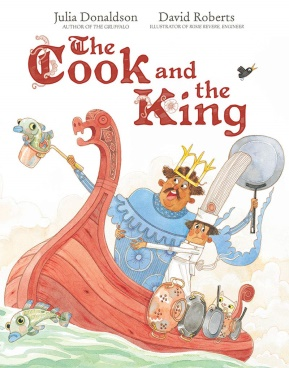 Julia Donaldson David Roberts
AUTHOR OF THE GRUFFALO ILLUSTRATOR OF ROSIE REVERE, ENGINEER
The
Cook and
the
King